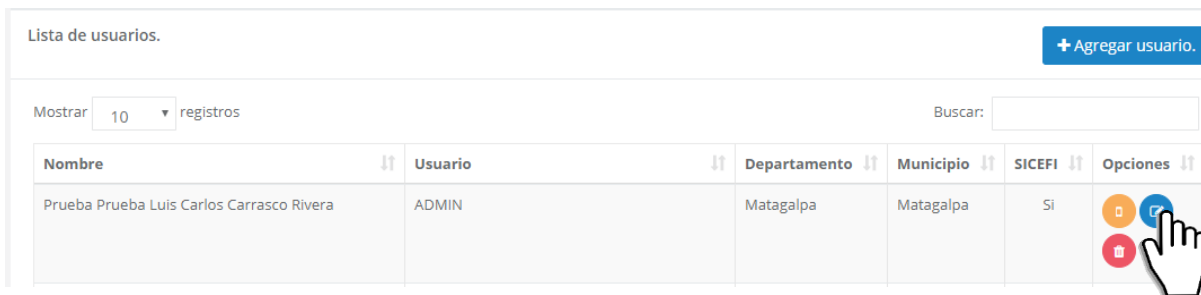 Lista de usuarios.
+ Agregar usuario.
Mostrar 10 registros
Buscar:
Nombre Usuario Departamento Municipio SICEFI Opciones
Prueba Prueba Luis Carlos Carrasco Rivera ADMIN Matagalpa Matagalpa Si